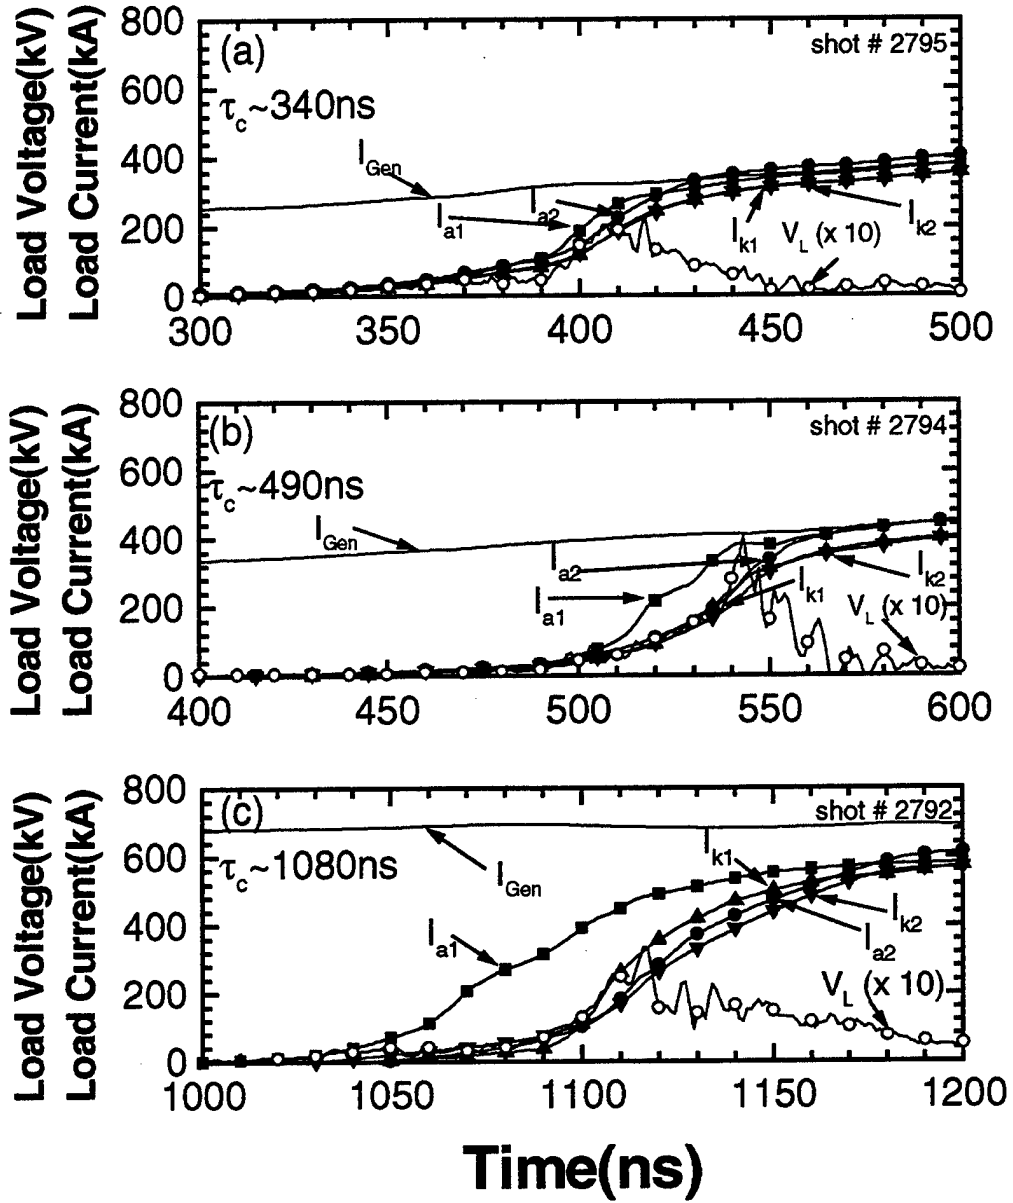 Load Voltage(kV)
Load Current(kA)
800
600
400
200
0
(a)
shot # 2795
τc~340ns
IGen
Ia1
Ia2
Ik1
VL (x 10)
Ik2
300
350
400
450
500
Load Voltage(kV)
Load Current(kA)
800
600
400
200
0
(b)
shot # 2794
τc~490ns
IGen
Ia2
Ia1
Ik1
Ik2
VL (x 10)
400
450
500
550
600
Load Voltage(kV)
Load Current(kA)
800
600
400
200
0
(c)
shot # 2792
τc~1080ns
IGen
Ik1
Ia1
Ik2
Ia2
VL (x 10)
1000
1050
1100
1150
1200
Time(ns)